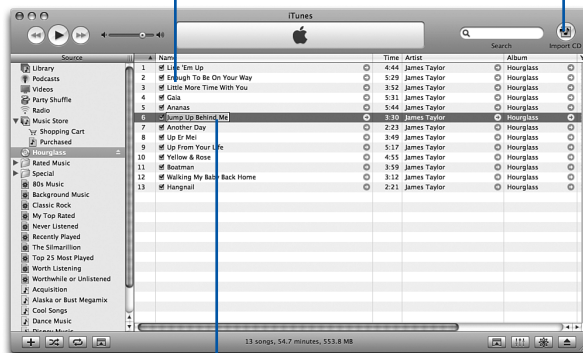 iTunes
Search
Import CD
Source
Name Time Artist Album
Library
Podcasts
Videos
Party Shuffle
Radio
Music Store
Shopping Cart
Purchased
Hourglass
Rated Music
Special
80s Music
Background Music
Classic Rock
My Top Rated
Never Listened
Recently Played
The Silmarillion
Top 25 Most Played
Worth Listening
Worthwhile or Unlistened
Acquisition
Alaska or Bust Megamix
Cool Songs
Dance Music
Disney Music
1 Line 'Em Up 4:44 James Taylor Hourglass
2 Enough To Be On Your Way 5:29 James Taylor Hourglass
3 Little More Time With You 3:52 James Taylor Hourglass
4 Gaia 5:31 James Taylor Hourglass
5 Ananas 5:44 James Taylor Hourglass
6 Jump Up Behind Me 3:30 James Taylor Hourglass
7 Another Day 2:23 James Taylor Hourglass
8 Up Er Mei 3:49 James Taylor Hourglass
9 Up From Your Life 5:17 James Taylor Hourglass
10 Yellow & Rose 4:55 James Taylor Hourglass
11 Boatman 3:59 James Taylor Hourglass
12 Walking My Baby Back Home 3:12 James Taylor Hourglass
13 Hangnail 2:21 James Taylor Hourglass
13 songs, 54.7 minutes, 553.8 MB